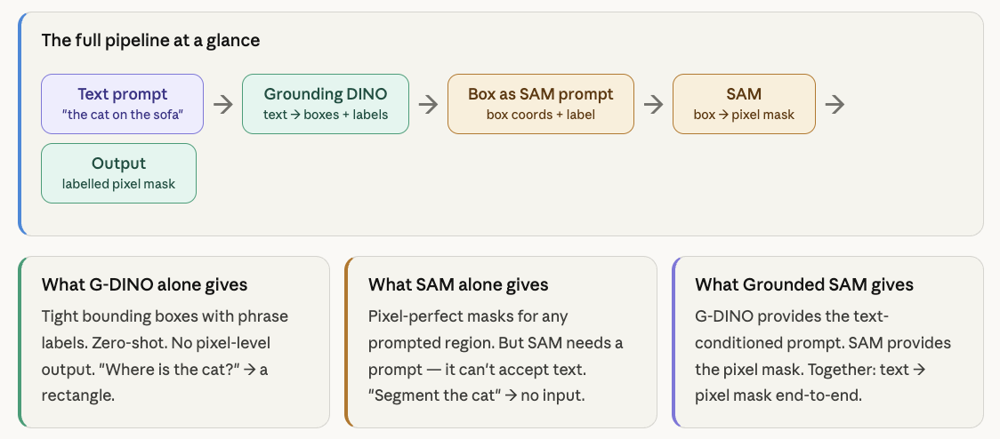 The full pipeline at a glance
Text prompt
"the cat on the sofa"
→
Grounding DINO
text → boxes + labels
→
Box as SAM prompt
box coords + label
→
SAM
box → pixel mask
→
Output
labelled pixel mask
What G-DINO alone gives
Tight bounding boxes with phrase
labels. Zero-shot. No pixel-level
output. "Where is the cat?" → a
rectangle.
What SAM alone gives
Pixel-perfect masks for any
prompted region. But SAM needs a
prompt — it can't accept text.
"Segment the cat" → no input.
What Grounded SAM gives
G-DINO provides the text-
conditioned prompt. SAM provides
the pixel mask. Together: text →
pixel mask end-to-end.